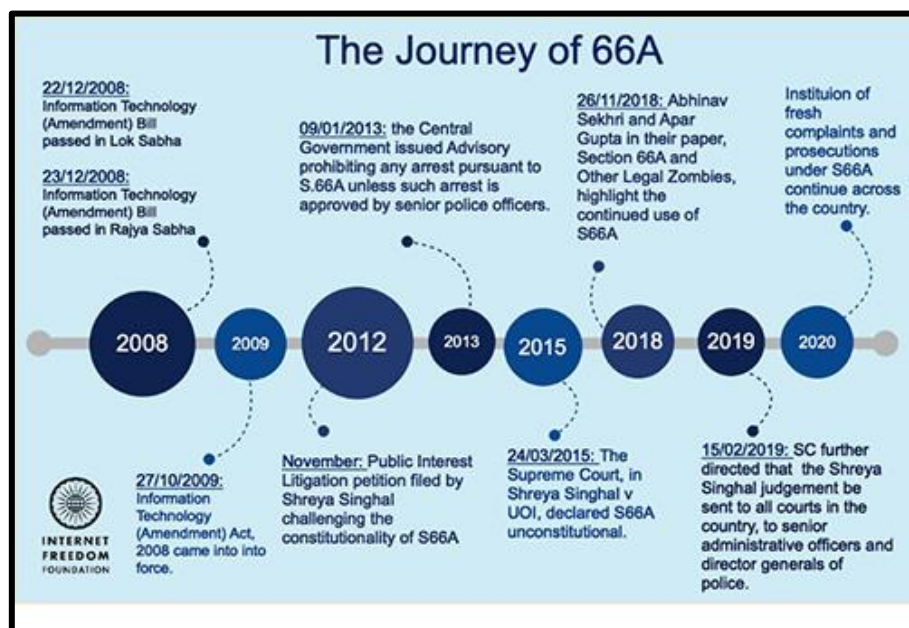 The Journey of 66A
22/12/2008:
Information Technology
(Amendment) Bill
passed in Lok Sabha
23/12/2008:
Information Technology
(Amendment) Bill
passed in Rajya Sabha
09/01/2013: the Central
Government issued Advisory
prohibiting any arrest pursuant to
S.66A unless such arrest is
approved by senior police officers.
26/11/2018: Abhinav
Sekhri and Apar
Gupta in their paper,
Section 66A and
Other Legal Zombies,
highlight the
continued use of
S66A
Instituion of
fresh
complaints and
prosecutions
under S66A
continue across
the country.
2008
2009
2012
2013
2015
2018
2019
2020
27/10/2009:
Information
Technology
(Amendment) Act,
2008 came into into
force.
November: Public Interest
Litigation petition filed by
Shreya Singhal
challenging the
constitutionality of S66A
24/03/2015: The
Supreme Court, in
Shreya Singhal v
UOI, declared S66A
unconstitutional.
15/02/2019: SC further
directed that the Shreya
Singhal judgement be
sent to all courts in the
country, to senior
administrative officers and
director generals of
police.
INTERNET
FREEDOM
FOUNDATION